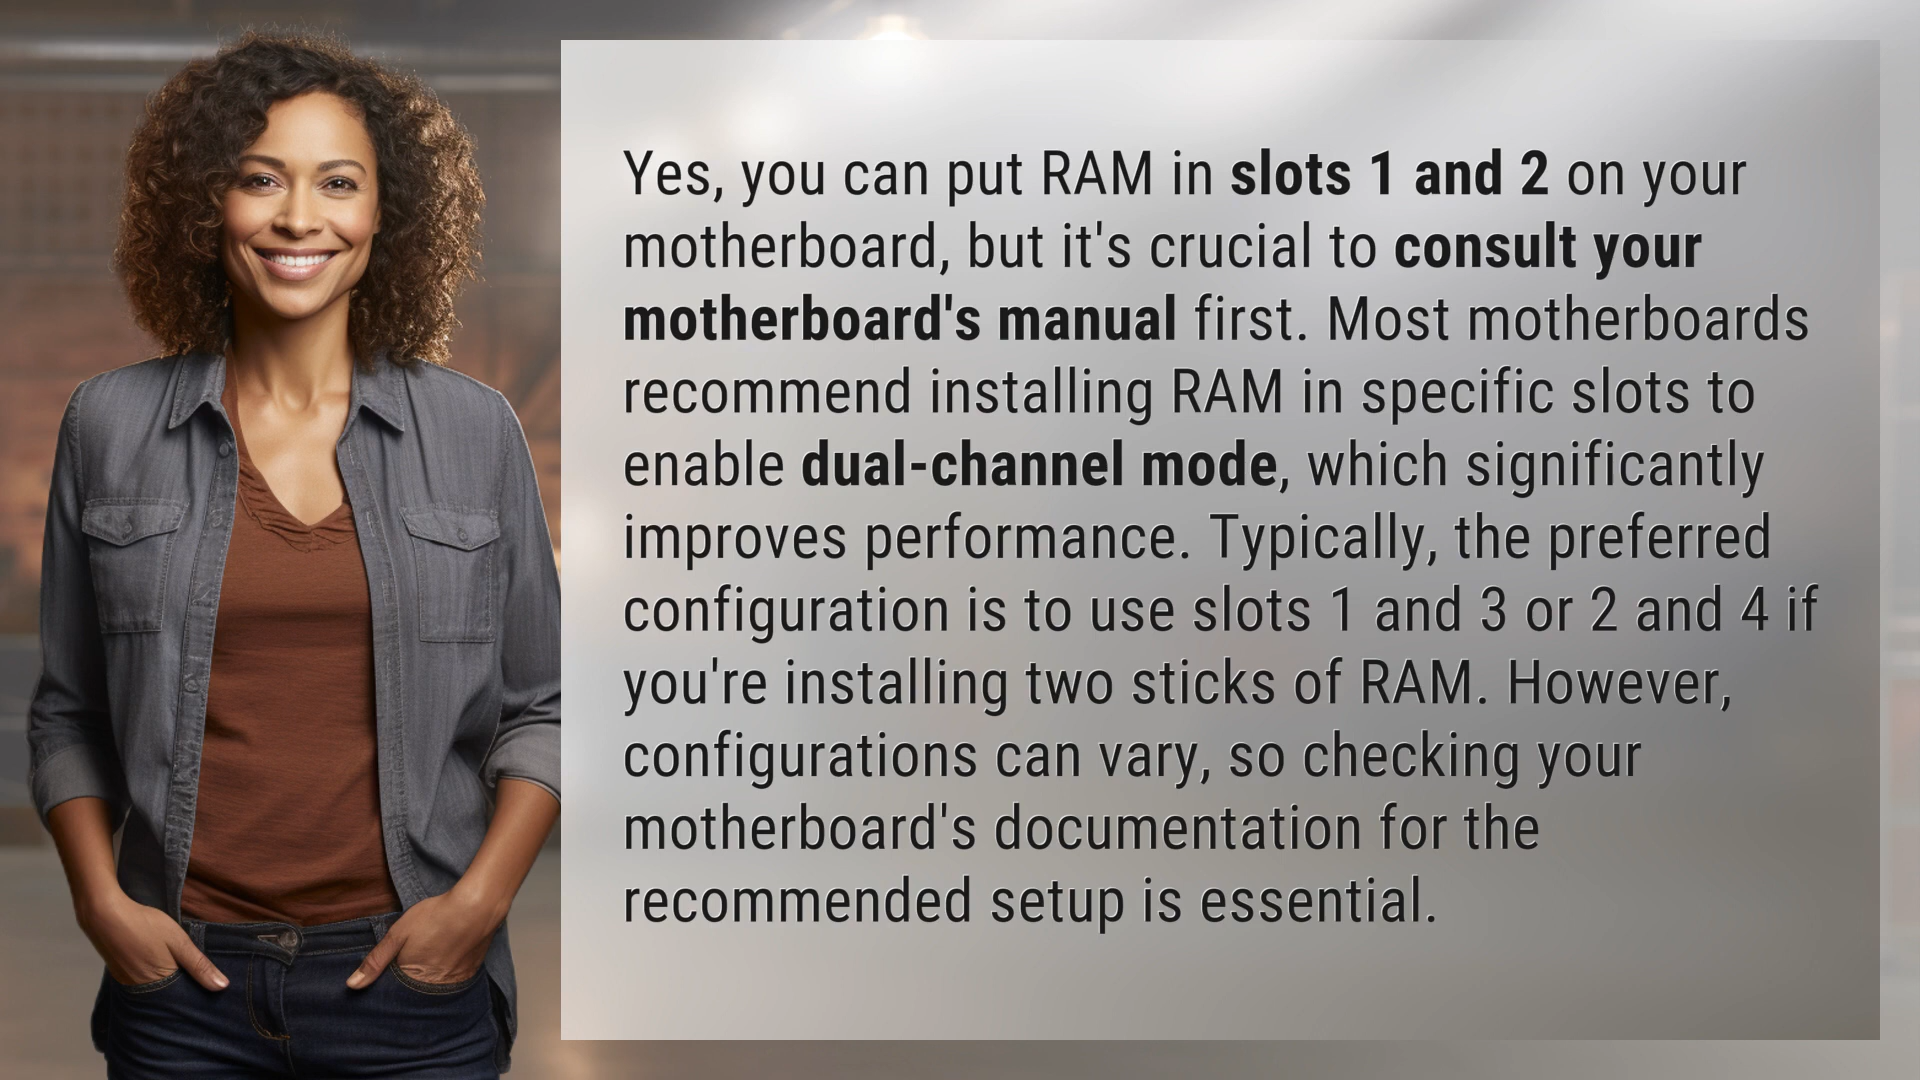 Yes, you can put RAM in slots 1 and 2 on your
motherboard, but it's crucial to consult your
motherboard's manual first. Most motherboards
recommend installing RAM in specific slots to
enable dual-channel mode, which significantly
improves performance. Typically, the preferred
configuration is to use slots 1 and 3 or 2 and 4 if
you're installing two sticks of RAM. However,
configurations can vary, so checking your
motherboard's documentation for the
recommended setup is essential.